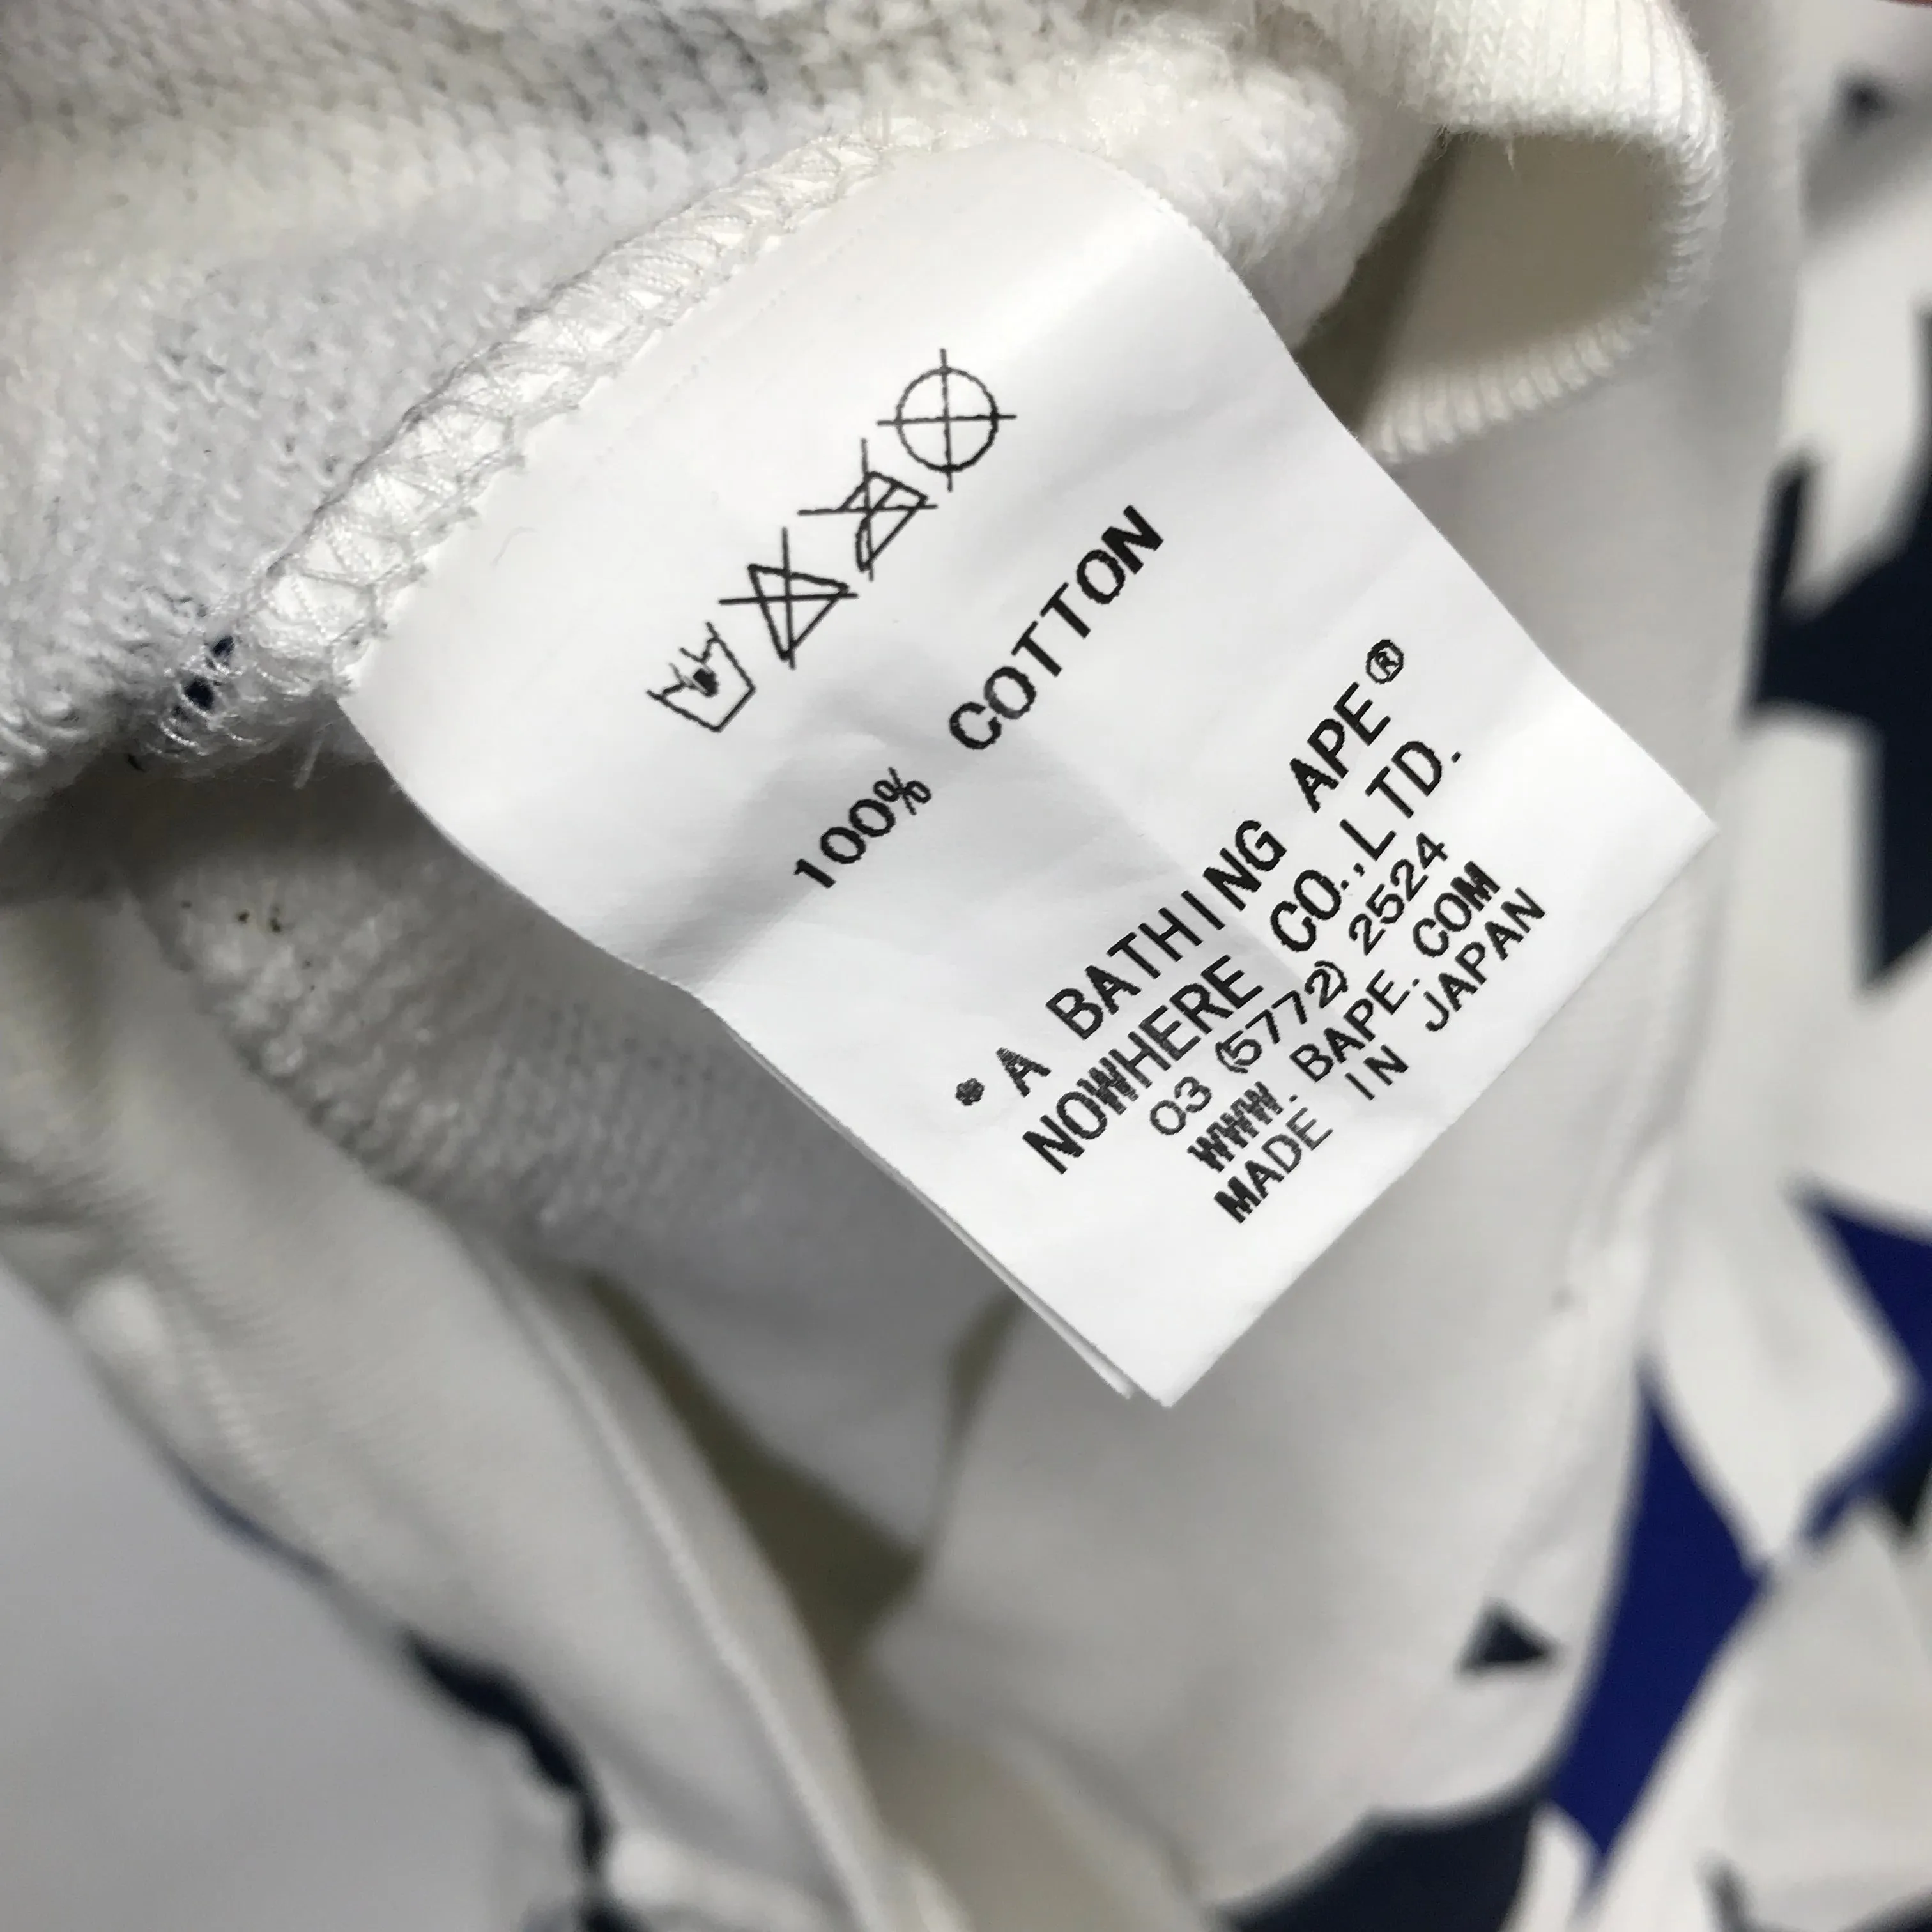 100% COTTON
*A BATHING APE®
NOWHERE CO.,LTD.
03 (5772) 2524
WWW. BAPE. COM
MADE IN JAPAN